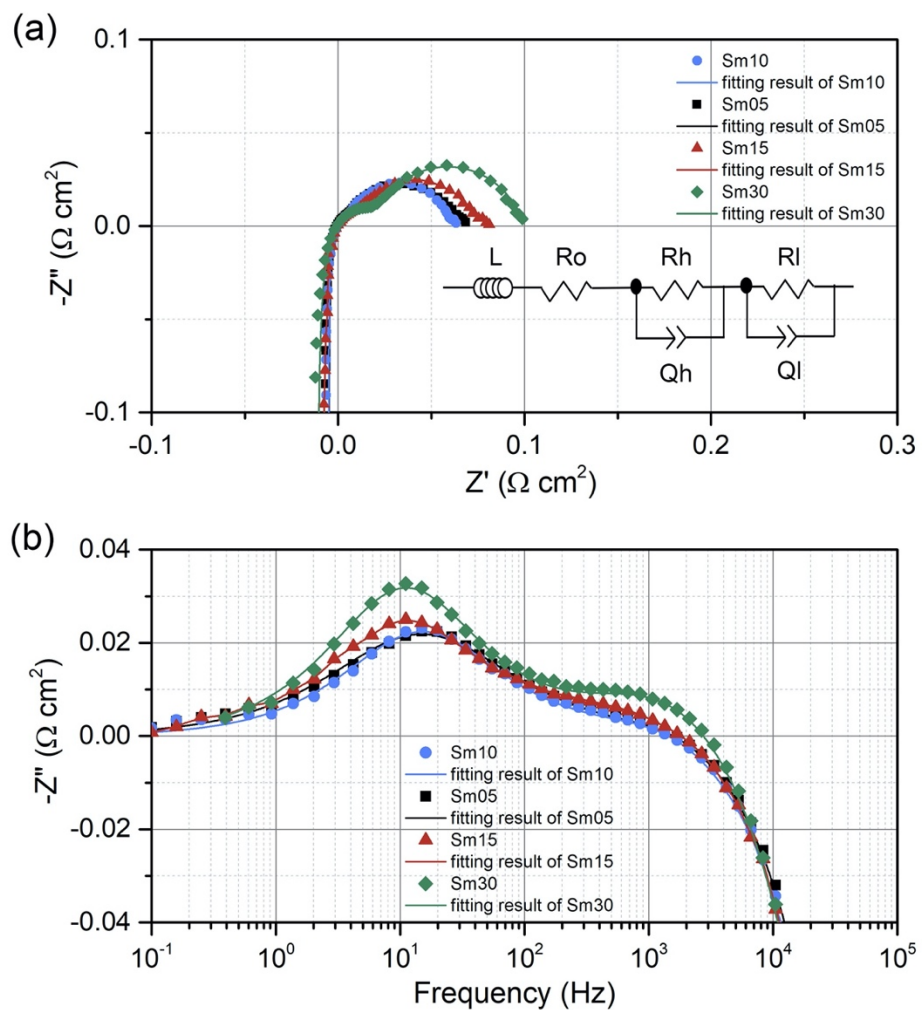 (a)
0.1
0.0
-0.1
-Z'' (Ω cm²)
-0.1
0.0
0.1
0.2
0.3
Z' (Ω cm²)
Sm10
fitting result of Sm10
Sm05
fitting result of Sm05
Sm15
fitting result of Sm15
Sm30
fitting result of Sm30
L
Ro
Rh
Rl
Qh
Ql
(b)
0.04
0.02
0.00
-0.02
-0.04
-Z'' (Ω cm²)
Sm10
fitting result of Sm10
Sm05
fitting result of Sm05
Sm15
fitting result of Sm15
Sm30
fitting result of Sm30
10⁻¹
10⁰
10¹
10²
10³
10⁴
10⁵
Frequency (Hz)